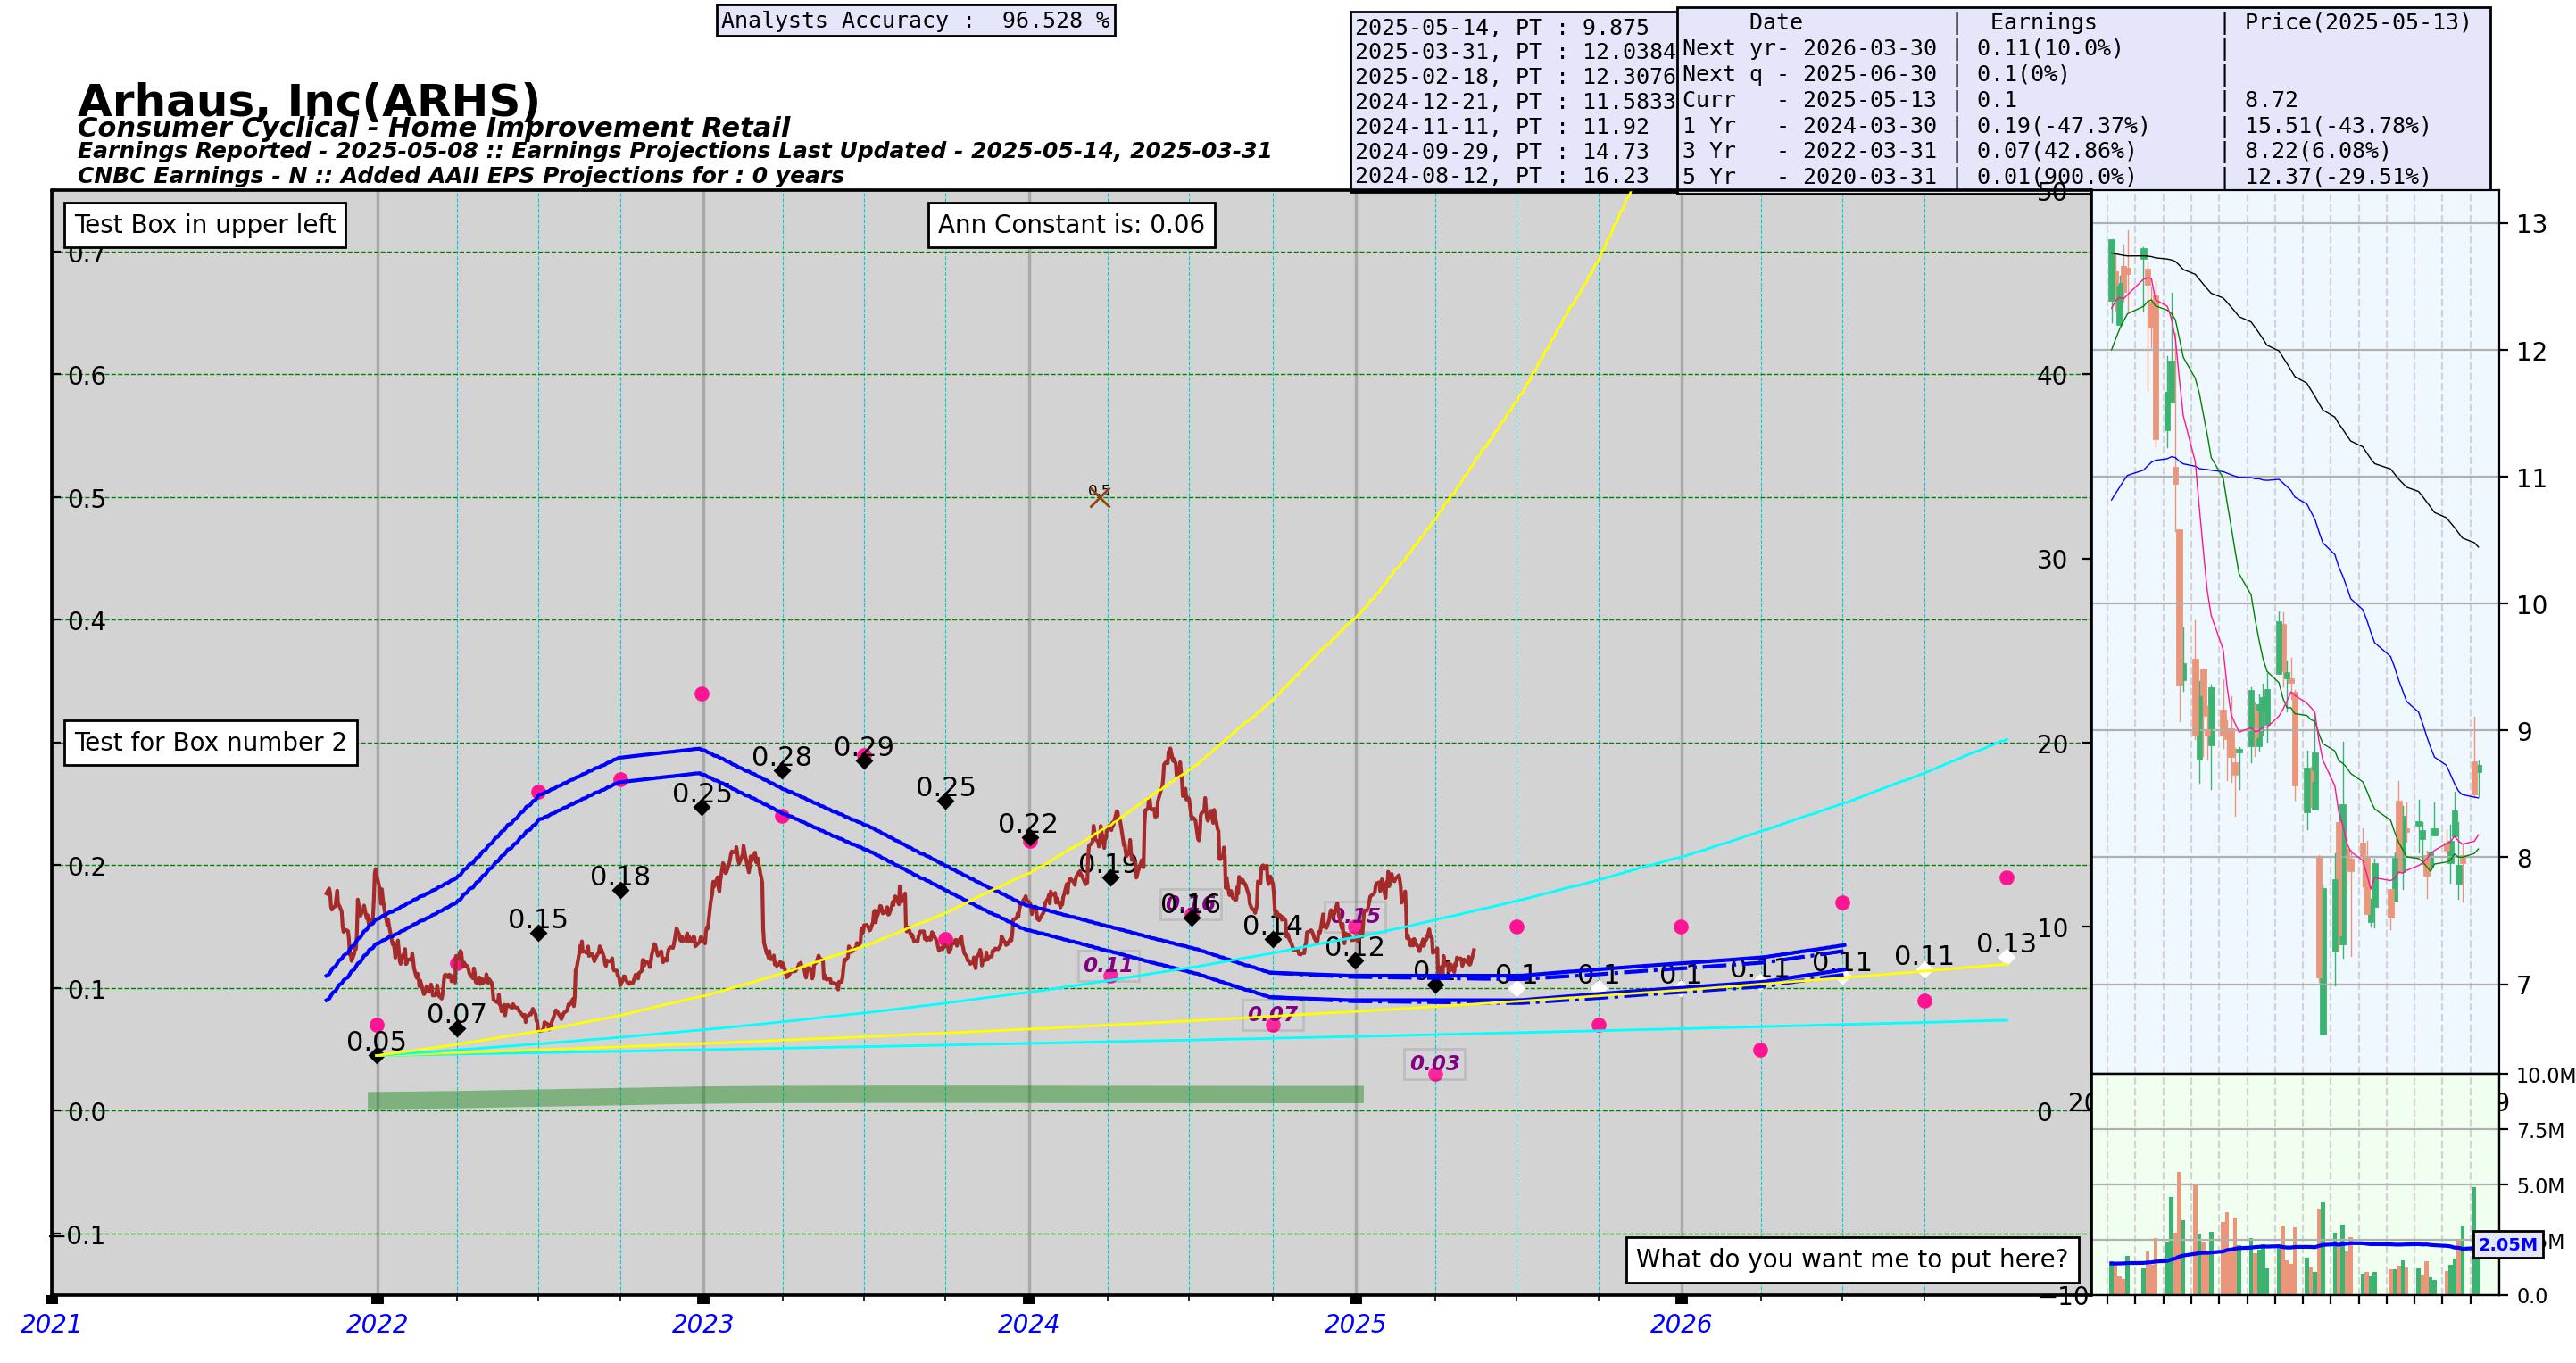 Analysts Accuracy :  96.528 %
2025-05-14, PT : 9.875
2025-03-31, PT : 12.0384
2025-02-18, PT : 12.3076
2024-12-21, PT : 11.5833
2024-11-11, PT : 11.92
2024-09-29, PT : 14.73
2024-08-12, PT : 16.23
Date | Earnings | Price(2025-05-13)
Next yr- 2026-03-30 | 0.11(10.0%) |
Next q - 2025-06-30 | 0.1(0%) |
Curr - 2025-05-13 | 0.1 | 8.72
1 Yr - 2024-03-30 | 0.19(-47.37%) | 15.51(-43.78%)
3 Yr - 2022-03-31 | 0.07(42.86%) | 8.22(6.08%)
5 Yr - 2020-03-31 | 0.01(900.0%) | 12.37(-29.51%)
Arhaus, Inc(ARHS)
Consumer Cyclical - Home Improvement Retail
Earnings Reported - 2025-05-08 :: Earnings Projections Last Updated - 2025-05-14, 2025-03-31
CNBC Earnings - N :: Added AAII EPS Projections for : 0 years
Test Box in upper left
Ann Constant is: 0.06
Test for Box number 2
What do you want me to put here?
0.7
0.6
0.5
0.4
0.2
0.1
0.0
−0.1
50
40
30
20
10
0
−10
0.5
0.05
0.07
0.15
0.18
0.25
0.28
0.29
0.25
0.22
0.19
0.16
0.14
0.12
0.1
0.1
0.1
0.11
0.11
0.11
0.13
0.11
0.16
0.07
0.15
0.03
13
12
11
10
9
8
7
10.0M
7.5M
5.0M
2.05M
0.0
2021
2022
2023
2024
2025
2026